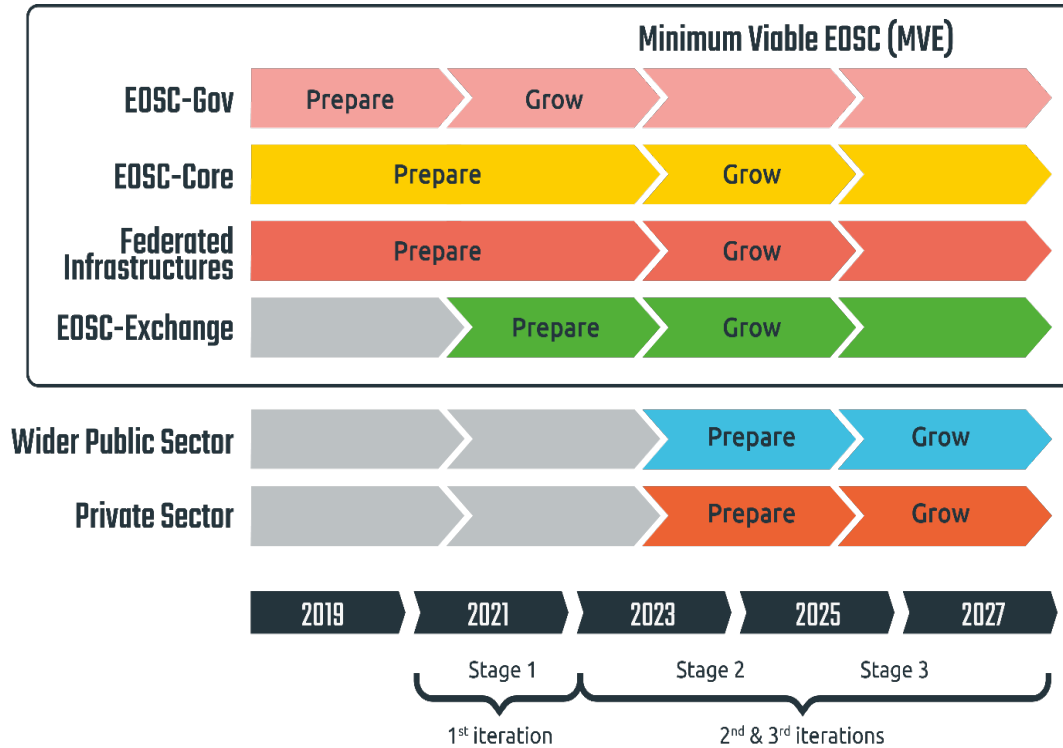 Minimum Viable EOSC (MVE)
EOSC-Gov
Prepare
Grow
EOSC-Core
Prepare
Grow
Federated
Infrastructures
Prepare
Grow
EOSC-Exchange
Prepare
Grow
Wider Public Sector
Prepare
Grow
Private Sector
Prepare
Grow
2019
2021
2023
2025
2027
Stage 1
Stage 2
Stage 3
1st iteration
2nd & 3rd iterations